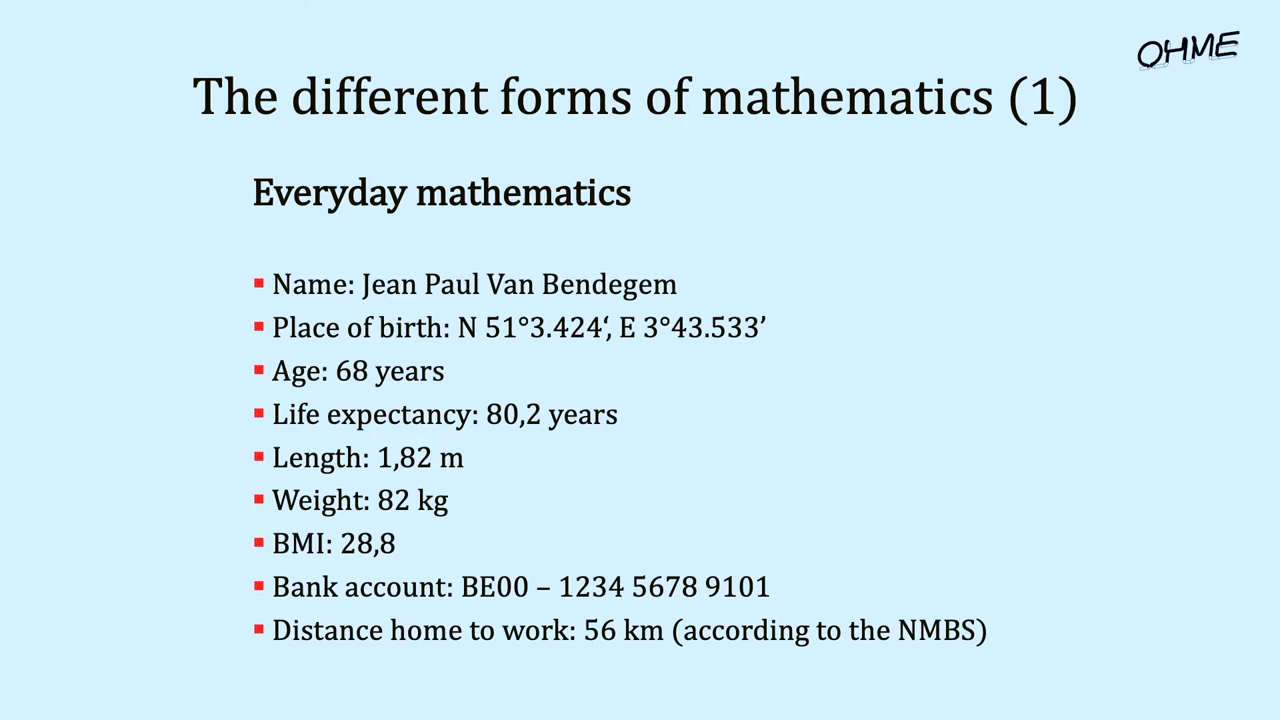 OHME
The different forms of mathematics (1)
Everyday mathematics
▪ Name: Jean Paul Van Bendegem
▪ Place of birth: N 51°3.424‘, E 3°43.533’
▪ Age: 68 years
▪ Life expectancy: 80,2 years
▪ Length: 1,82 m
▪ Weight: 82 kg
▪ BMI: 28,8
▪ Bank account: BE00 – 1234 5678 9101
▪ Distance home to work: 56 km (according to the NMBS)